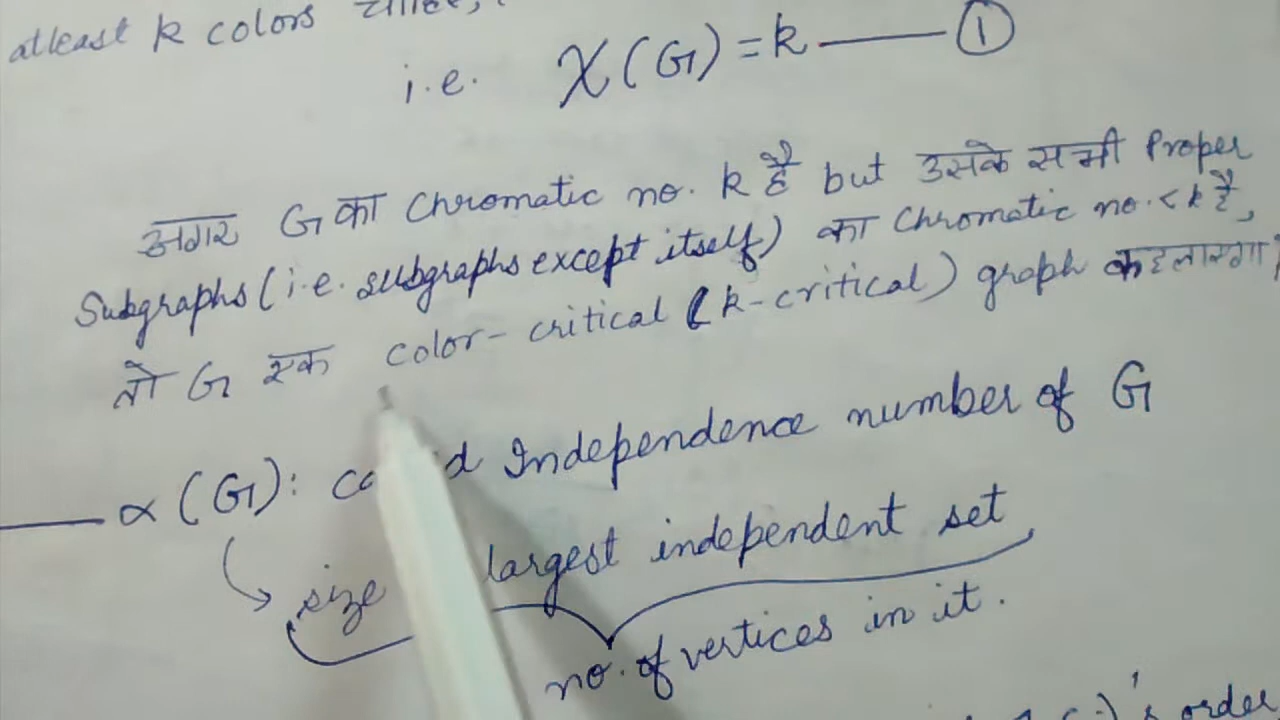 atleast k colors चाहिए,
i.e. χ(G) = k —— ①
अगर G का Chromatic no. k है but उसके सभी Proper
Subgraphs (i.e. subgraphs except itself) का Chromatic no. < k है,
तो G एक color-critical (k-critical) graph कहलाएगा।
— α(G): Independence number of G
size largest independent set
no. of vertices in it.
's order